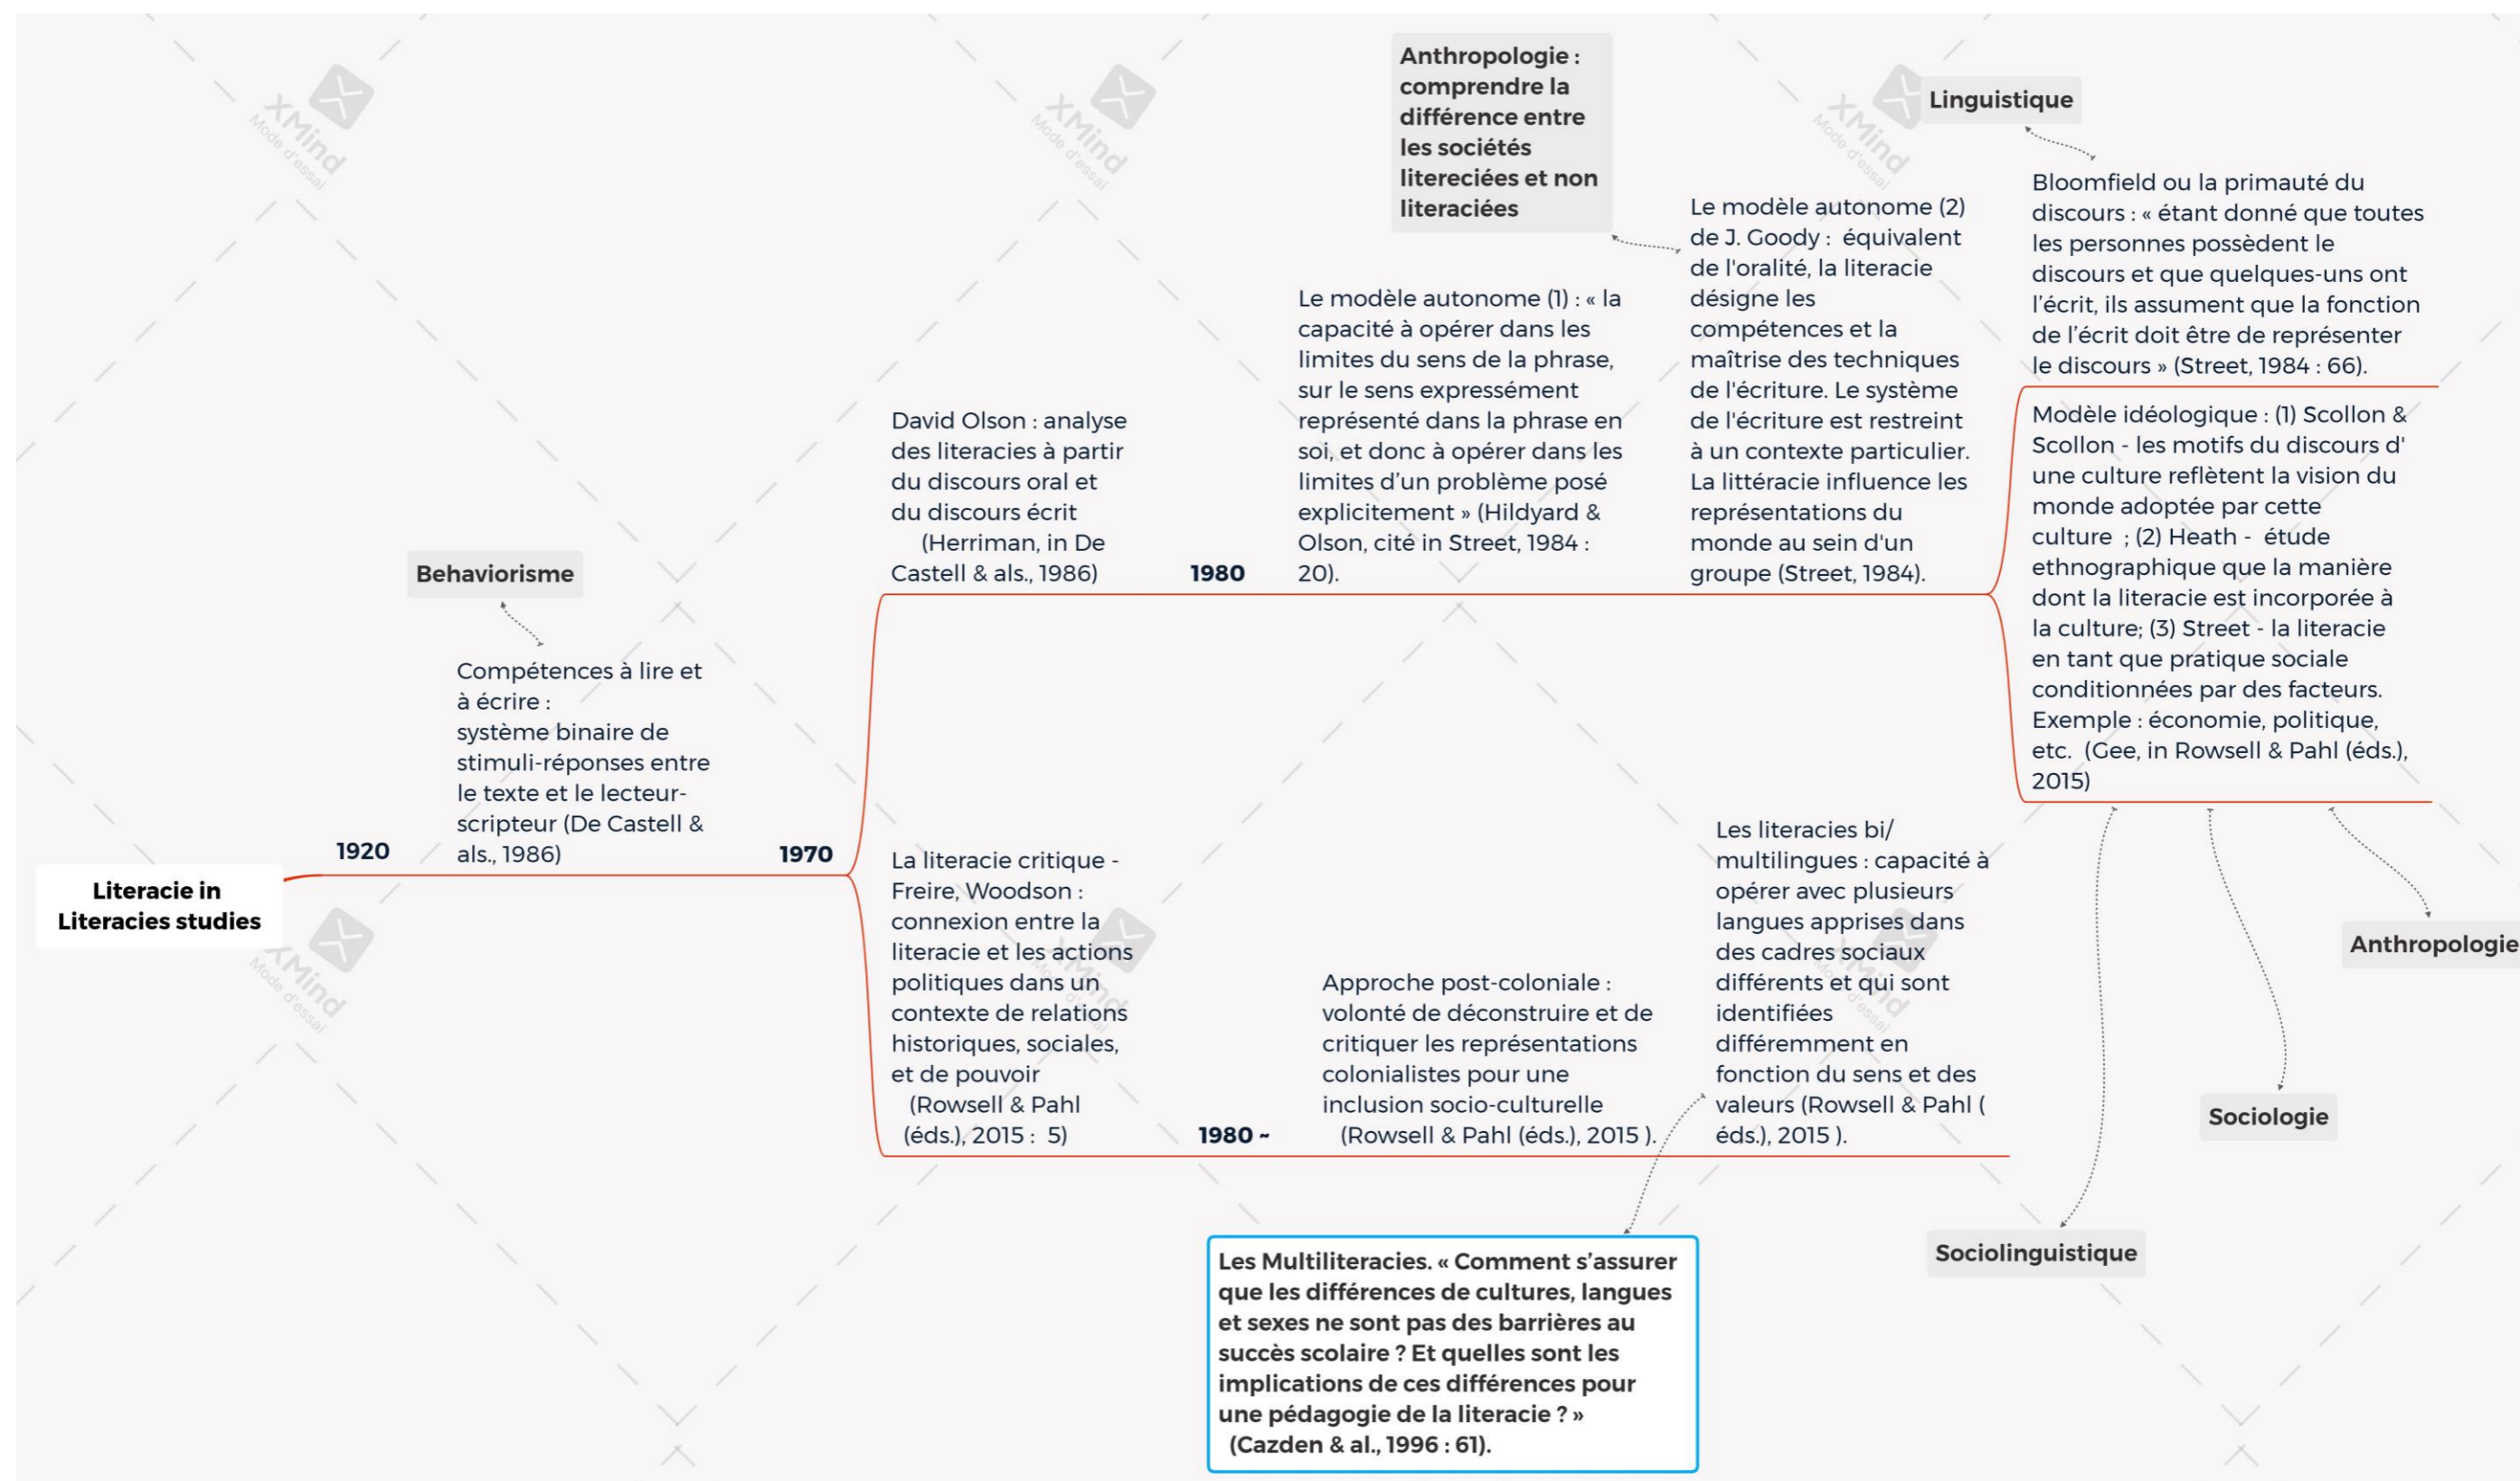 Literacie in
Literacies studies
1920
Behaviorisme
Compétences à lire et
à écrire :
système binaire de
stimuli-réponses entre
le texte et le lecteur-
scripteur (De Castell &
als., 1986)
1970
David Olson : analyse
des literacies à partir
du discours oral et
du discours écrit
(Herriman, in De
Castell & als., 1986)
1980
Le modèle autonome (1) : « la
capacité à opérer dans les
limites du sens de la phrase,
sur le sens expressément
représenté dans la phrase en
soi, et donc à opérer dans les
limites d’un problème posé
explicitement » (Hildyard &
Olson, cité in Street, 1984 :
20).
Anthropologie :
comprendre la
différence entre
les sociétés
litereciées et non
literaciées
Le modèle autonome (2)
de J. Goody : équivalent
de l'oralité, la literacie
désigne les
compétences et la
maîtrise des techniques
de l'écriture. Le système
de l'écriture est restreint
à un contexte particulier.
La littéracie influence les
représentations du
monde au sein d'un
groupe (Street, 1984).
Linguistique
Bloomfield ou la primauté du
discours : « étant donné que toutes
les personnes possèdent le
discours et que quelques-uns ont
l’écrit, ils assument que la fonction
de l’écrit doit être de représenter
le discours » (Street, 1984 : 66).
Modèle idéologique : (1) Scollon &
Scollon - les motifs du discours d'
une culture reflètent la vision du
monde adoptée par cette
culture ; (2) Heath - étude
ethnographique que la manière
dont la literacie est incorporée à
la culture; (3) Street - la literacie
en tant que pratique sociale
conditionnées par des facteurs.
Exemple : économie, politique,
etc. (Gee, in Rowsell & Pahl (éds.),
2015)
Anthropologie
Sociologie
Sociolinguistique
La literacie critique -
Freire, Woodson :
connexion entre la
literacie et les actions
politiques dans un
contexte de relations
historiques, sociales,
et de pouvoir
(Rowsell & Pahl
(éds.), 2015 : 5)
1980 ~
Approche post-coloniale :
volonté de déconstruire et de
critiquer les représentations
colonialistes pour une
inclusion socio-culturelle
(Rowsell & Pahl (éds.), 2015 ).
Les literacies bi/
multilingues : capacité à
opérer avec plusieurs
langues apprises dans
des cadres sociaux
différents et qui sont
identifiées
différemment en
fonction du sens et des
valeurs (Rowsell & Pahl (
éds.), 2015 ).
Les Multiliteracies. « Comment s’assurer
que les différences de cultures, langues
et sexes ne sont pas des barrières au
succès scolaire ? Et quelles sont les
implications de ces différences pour
une pédagogie de la literacie ? »
(Cazden & al., 1996 : 61).
XMind
Mode d'essai
XMind
Mode d'essai
XMind
Mode d'essai
XMind
Mode d'essai
XMind
Mode d'essai
XMind
Mode d'essai